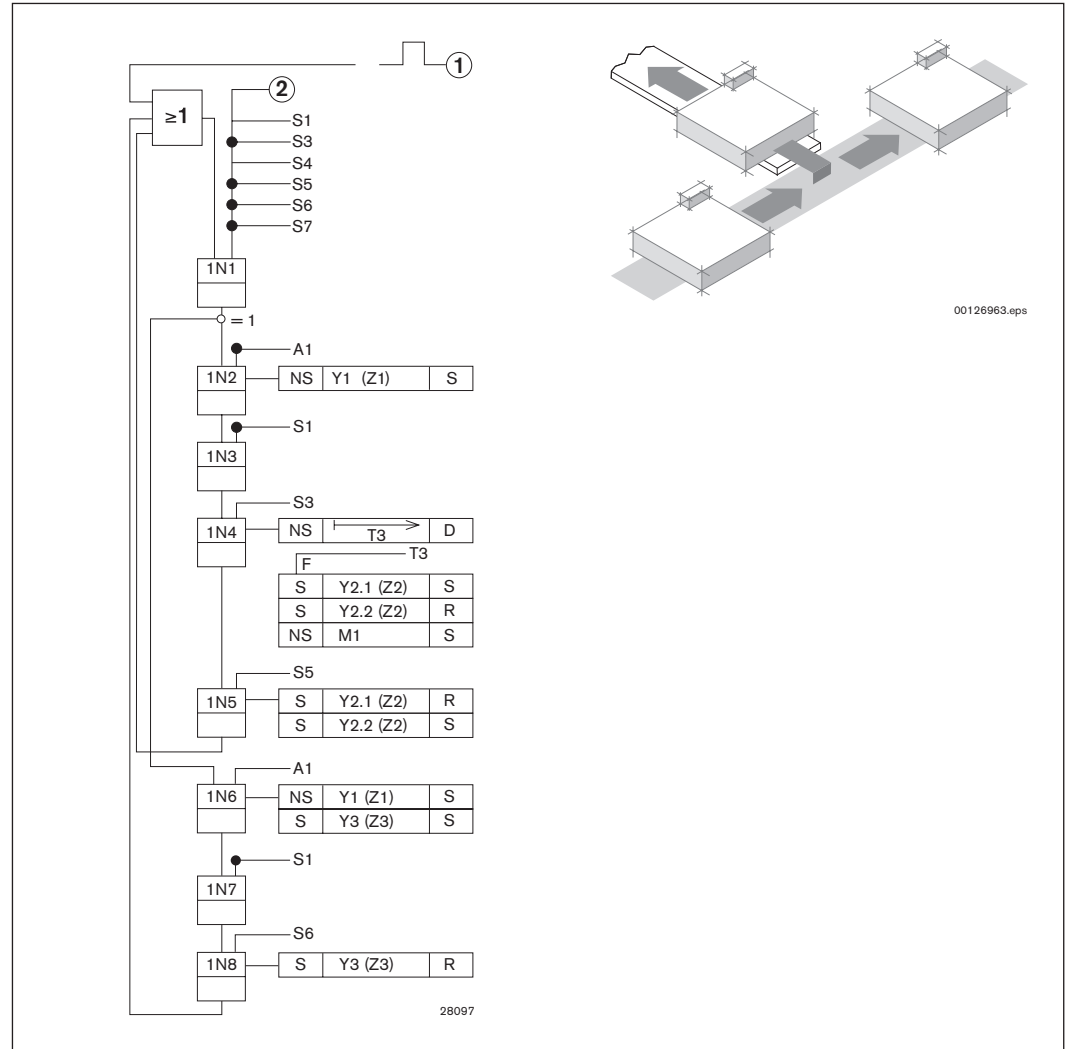 1
≥1
2
S1
S3
S4
S5
S6
S7
1N1
= 1
A1
1N2 NS Y1 (Z1) S
S1
1N3
S3
1N4 NS T3 D
T3
F
S Y2.1 (Z2) S
S Y2.2 (Z2) R
NS M1 S
S5
1N5 S Y2.1 (Z2) R
S Y2.2 (Z2) S
A1
1N6 NS Y1 (Z1) S
S Y3 (Z3) S
S1
1N7
S6
1N8 S Y3 (Z3) R
28097
00126963.eps